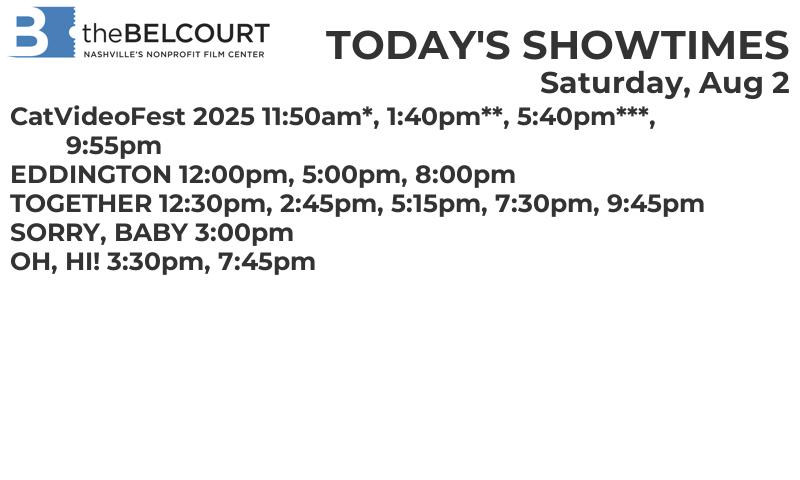 B theBELCOURT
NASHVILLE'S NONPROFIT FILM CENTER
TODAY'S SHOWTIMES
Saturday, Aug 2
CatVideoFest 2025 11:50am*, 1:40pm**, 5:40pm***,
9:55pm
EDDINGTON 12:00pm, 5:00pm, 8:00pm
TOGETHER 12:30pm, 2:45pm, 5:15pm, 7:30pm, 9:45pm
SORRY, BABY 3:00pm
OH, HI! 3:30pm, 7:45pm